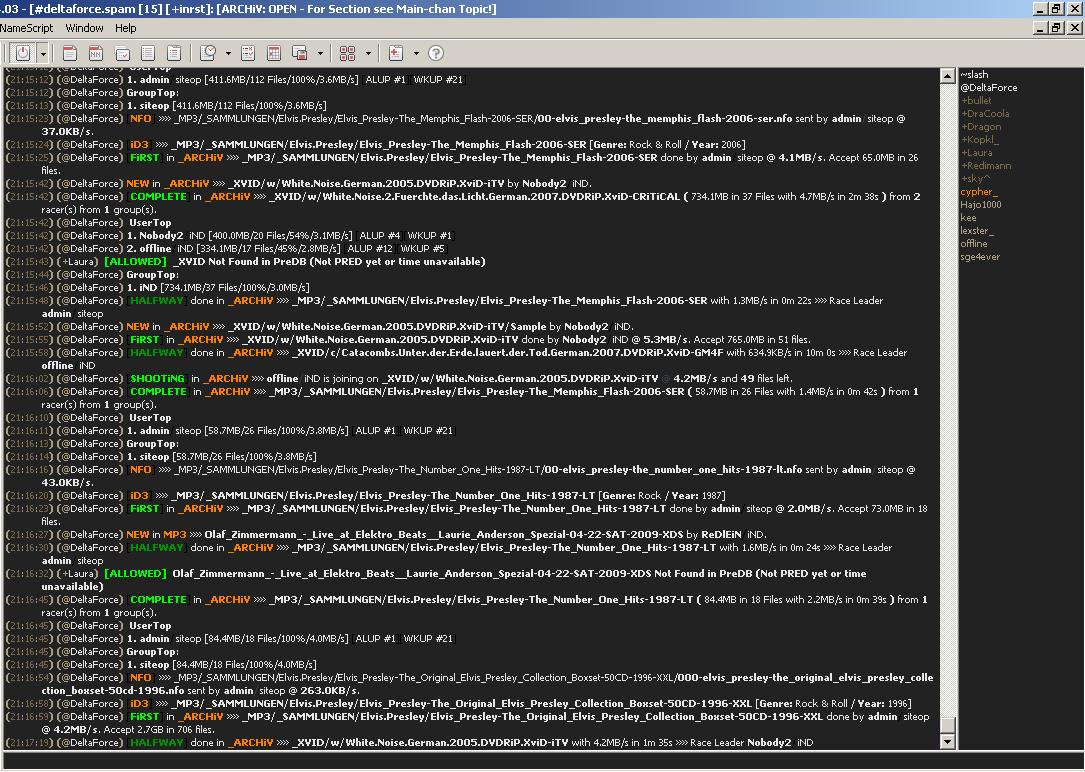 .03 - [#deltaforce.spam [15] [+inrst]: [ARCHiV: OPEN - For Section see Main-chan Topic!]
NameScript Window Help
(21:15:12) (@DeltaForce) UserTop
(21:15:12) (@DeltaForce) 1. admin/siteop [411.6MB/112 Files/100%/3.6MB/s] [ALUP #1] [WKUP #21]
(21:15:12) (@DeltaForce) GroupTop:
(21:15:13) (@DeltaForce) 1. siteop [411.6MB/112 Files/100%/3.6MB/s]
(21:15:23) (@DeltaForce) [NFO] »»» _MP3/_SAMMLUNGEN/Elvis.Presley/Elvis_Presley-The_Memphis_Flash-2006-SER/00-elvis_presley-the_memphis_flash-2006-ser.nfo sent by admin/siteop @
37.0KB/s.
(21:15:24) (@DeltaForce) [iD3] »»» _MP3/_SAMMLUNGEN/Elvis.Presley/Elvis_Presley-The_Memphis_Flash-2006-SER [Genre: Rock & Roll / Year: 2006]
(21:15:25) (@DeltaForce) [FiRST] in _ARCHiV »»» _MP3/_SAMMLUNGEN/Elvis.Presley/Elvis_Presley-The_Memphis_Flash-2006-SER done by admin/siteop @ 4.1MB/s. Accept 65.0MB in 26
files.
(21:15:42) (@DeltaForce) NEW in _ARCHiV »»» _XVID/w/White.Noise.German.2005.DVDRiP.XviD-iTV by Nobody2/iND.
(21:15:42) (@DeltaForce) [COMPLETE] in _ARCHiV »»» _XVID/w/White.Noise.2.Fuerchte.das.Licht.German.2007.DVDRiP.XviD-CRiTiCAL ( 734.1MB in 37 Files with 4.7MB/s in 2m 38s ) from 2
racer(s) from 1 group(s).
(21:15:42) (@DeltaForce) UserTop
(21:15:42) (@DeltaForce) 1. Nobody2/iND [400.0MB/20 Files/54%/3.1MB/s] [ALUP #4] [WKUP #1]
(21:15:42) (@DeltaForce) 2. offline/iND [334.1MB/17 Files/45%/2.8MB/s] [ALUP #12] [WKUP #5]
(21:15:43) (+Laura) [ALLOWED] _XVID Not Found in PreDB (Not PRED yet or time unavailable)
(21:15:44) (@DeltaForce) GroupTop:
(21:15:46) (@DeltaForce) 1. iND [734.1MB/37 Files/100%/3.0MB/s]
(21:15:48) (@DeltaForce) [HALFWAY] done in _ARCHiV »»» _MP3/_SAMMLUNGEN/Elvis.Presley/Elvis_Presley-The_Memphis_Flash-2006-SER with 1.3MB/s in 0m 22s »»» Race Leader
admin/siteop
(21:15:52) (@DeltaForce) NEW in _ARCHiV »»» _XVID/w/White.Noise.German.2005.DVDRiP.XviD-iTV/Sample by Nobody2/iND.
(21:15:55) (@DeltaForce) [FiRST] in _ARCHiV »»» _XVID/w/White.Noise.German.2005.DVDRiP.XviD-iTV done by Nobody2/iND @ 5.3MB/s. Accept 765.0MB in 51 files.
(21:15:58) (@DeltaForce) [HALFWAY] done in _ARCHiV »»» _XVID/c/Catacombs.Unter.der.Erde.lauert.der.Tod.German.2007.DVDRiP.XviD-GM4F with 634.9KB/s in 10m 0s »»» Race Leader
offline/iND
(21:16:02) (@DeltaForce) [SHOOTiNG] in _ARCHiV »»» offline/iND is joining on _XVID/w/White.Noise.German.2005.DVDRiP.XviD-iTV @ 4.2MB/s and 49 files left.
(21:16:06) (@DeltaForce) [COMPLETE] in _ARCHiV »»» _MP3/_SAMMLUNGEN/Elvis.Presley/Elvis_Presley-The_Memphis_Flash-2006-SER ( 58.7MB in 26 Files with 1.4MB/s in 0m 42s ) from 1
racer(s) from 1 group(s).
(21:16:10) (@DeltaForce) UserTop
(21:16:11) (@DeltaForce) 1. admin/siteop [58.7MB/26 Files/100%/3.8MB/s] [ALUP #1] [WKUP #21]
(21:16:13) (@DeltaForce) GroupTop:
(21:16:14) (@DeltaForce) 1. siteop [58.7MB/26 Files/100%/3.8MB/s]
(21:16:16) (@DeltaForce) [NFO] »»» _MP3/_SAMMLUNGEN/Elvis.Presley/Elvis_Presley-The_Number_One_Hits-1987-LT/00-elvis_presley-the_number_one_hits-1987-lt.nfo sent by admin/siteop @
43.0KB/s.
(21:16:20) (@DeltaForce) [iD3] »»» _MP3/_SAMMLUNGEN/Elvis.Presley/Elvis_Presley-The_Number_One_Hits-1987-LT [Genre: Rock / Year: 1987]
(21:16:23) (@DeltaForce) [FiRST] in _ARCHiV »»» _MP3/_SAMMLUNGEN/Elvis.Presley/Elvis_Presley-The_Number_One_Hits-1987-LT done by admin/siteop @ 2.0MB/s. Accept 73.0MB in 18
files.
(21:16:27) (@DeltaForce) NEW in MP3 »»» Olaf_Zimmermann_-_Live_at_Elektro_Beats__Laurie_Anderson_Spezial-04-22-SAT-2009-XDS by ReDlEiN/iND.
(21:16:30) (@DeltaForce) [HALFWAY] done in _ARCHiV »»» _MP3/_SAMMLUNGEN/Elvis.Presley/Elvis_Presley-The_Number_One_Hits-1987-LT with 1.6MB/s in 0m 24s »»» Race Leader
admin/siteop
(21:16:32) (+Laura) [ALLOWED] Olaf_Zimmermann_-_Live_at_Elektro_Beats__Laurie_Anderson_Spezial-04-22-SAT-2009-XDS Not Found in PreDB (Not PRED yet or time
unavailable)
(21:16:45) (@DeltaForce) [COMPLETE] in _ARCHiV »»» _MP3/_SAMMLUNGEN/Elvis.Presley/Elvis_Presley-The_Number_One_Hits-1987-LT ( 84.4MB in 18 Files with 2.2MB/s in 0m 39s ) from 1
racer(s) from 1 group(s).
(21:16:45) (@DeltaForce) UserTop
(21:16:45) (@DeltaForce) 1. admin/siteop [84.4MB/18 Files/100%/4.0MB/s] [ALUP #1] [WKUP #21]
(21:16:45) (@DeltaForce) GroupTop:
(21:16:45) (@DeltaForce) 1. siteop [84.4MB/18 Files/100%/4.0MB/s]
(21:16:54) (@DeltaForce) [NFO] »»» _MP3/_SAMMLUNGEN/Elvis.Presley/Elvis_Presley-The_Original_Elvis_Presley_Collection_Boxset-50CD-1996-XXL/000-elvis_presley-the_original_elvis_presley_colle
ction_boxset-50cd-1996.nfo sent by admin/siteop @ 263.0KB/s.
(21:16:58) (@DeltaForce) [iD3] »»» _MP3/_SAMMLUNGEN/Elvis.Presley/Elvis_Presley-The_Original_Elvis_Presley_Collection_Boxset-50CD-1996-XXL [Genre: Rock & Roll / Year: 1996]
(21:16:59) (@DeltaForce) [FiRST] in _ARCHiV »»» _MP3/_SAMMLUNGEN/Elvis.Presley/Elvis_Presley-The_Original_Elvis_Presley_Collection_Boxset-50CD-1996-XXL done by admin/siteop
@ 4.2MB/s. Accept 2.7GB in 706 files.
(21:17:19) (@DeltaForce) [HALFWAY] done in _ARCHiV »»» _XVID/w/White.Noise.German.2005.DVDRiP.XviD-iTV with 4.2MB/s in 1m 35s »»» Race Leader Nobody2/iND
~slash
@DeltaForce
+bullet
+DraCoola
+Dragon
+Kopkl_
+Laura
+Redimann
+sky^
cypher_
Hajo1000
kee
lexster_
offline
sge4ever